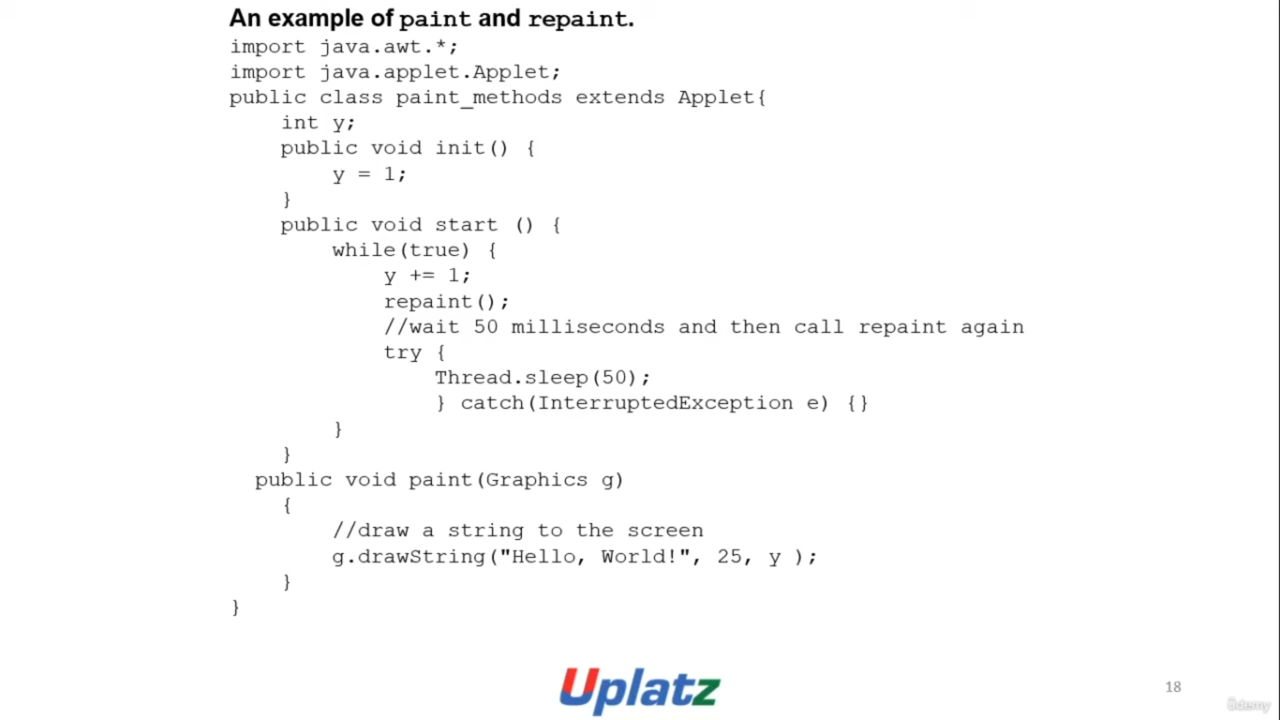 An example of paint and repaint.
import java.awt.*;
import java.applet.Applet;
public class paint_methods extends Applet{
int y;
public void init() {
y = 1;
}
public void start () {
while(true) {
y += 1;
repaint();
//wait 50 milliseconds and then call repaint again
try {
Thread.sleep(50);
} catch(InterruptedException e) {}
}
}
public void paint(Graphics g)
{
//draw a string to the screen
g.drawString("Hello, World!", 25, y );
}
}
Uplatz
18
ûdemy